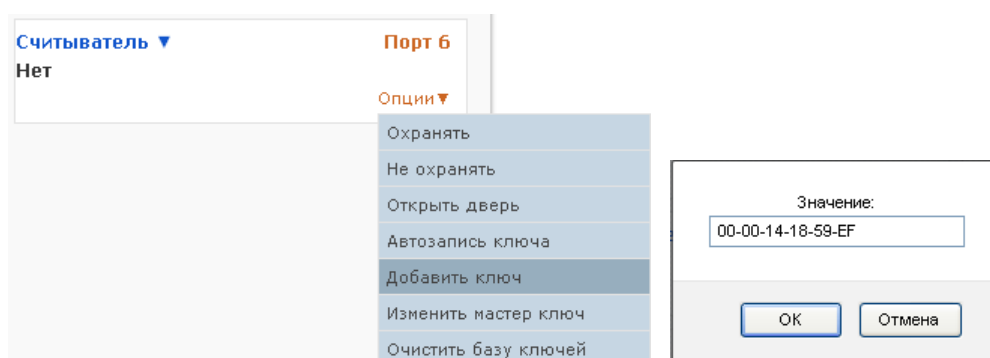 Считыватель ▼ Порт 6
Нет
Опции▼
Охранять
Не охранять
Открыть дверь
Автозапись ключа
Добавить ключ
Изменить мастер ключ
Очистить базу ключей
Значение:
00-00-14-18-59-EF
ОК Отмена